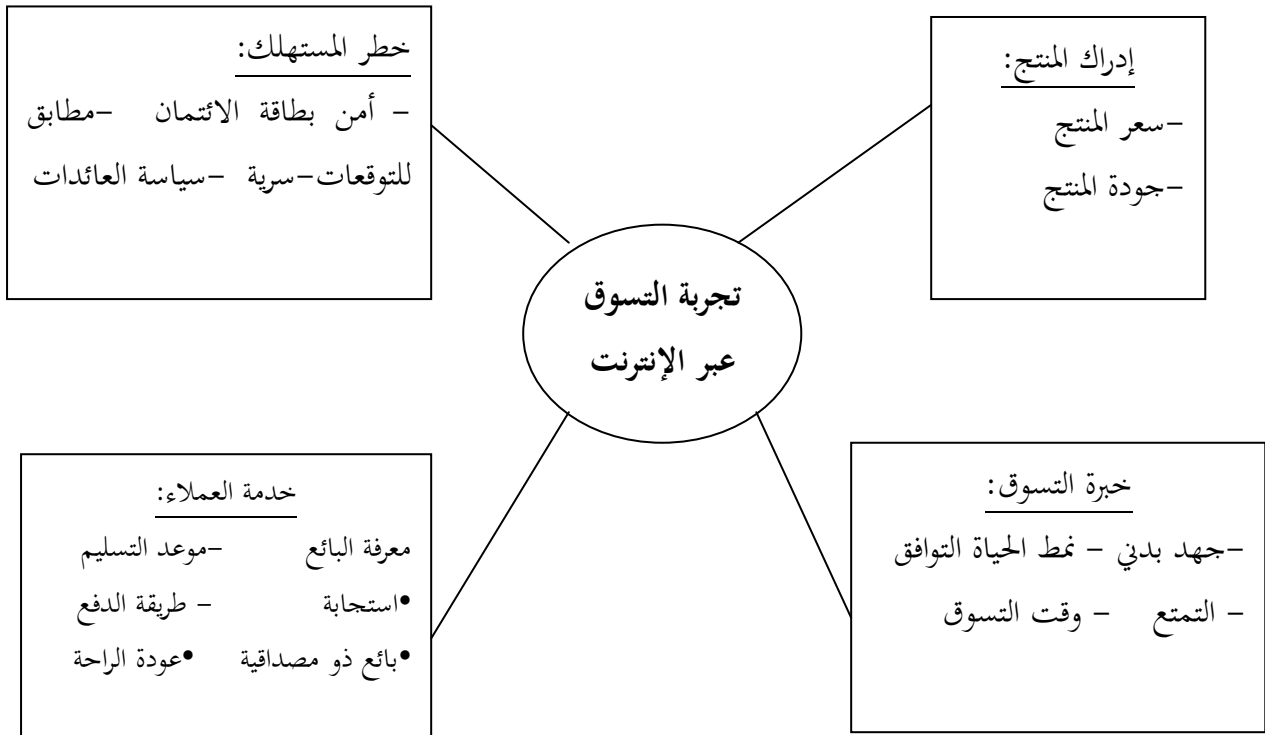 إدراك المنتج:
–سعر المنتج
–جودة المنتج
خطر المستهلك:
– أمن بطاقة الائتمان –مطابق
للتوقعات–سرية –سياسة العائدات
تجربة التسوق
عبر الإنترنت
خبرة التسوق:
–جهد بدني – نمط الحياة التوافق
– التمتع – وقت التسوق
خدمة العملاء:
معرفة البائع –موعد التسليم
•استجابة – طريقة الدفع
•بائع ذو مصداقية •عودة الراحة